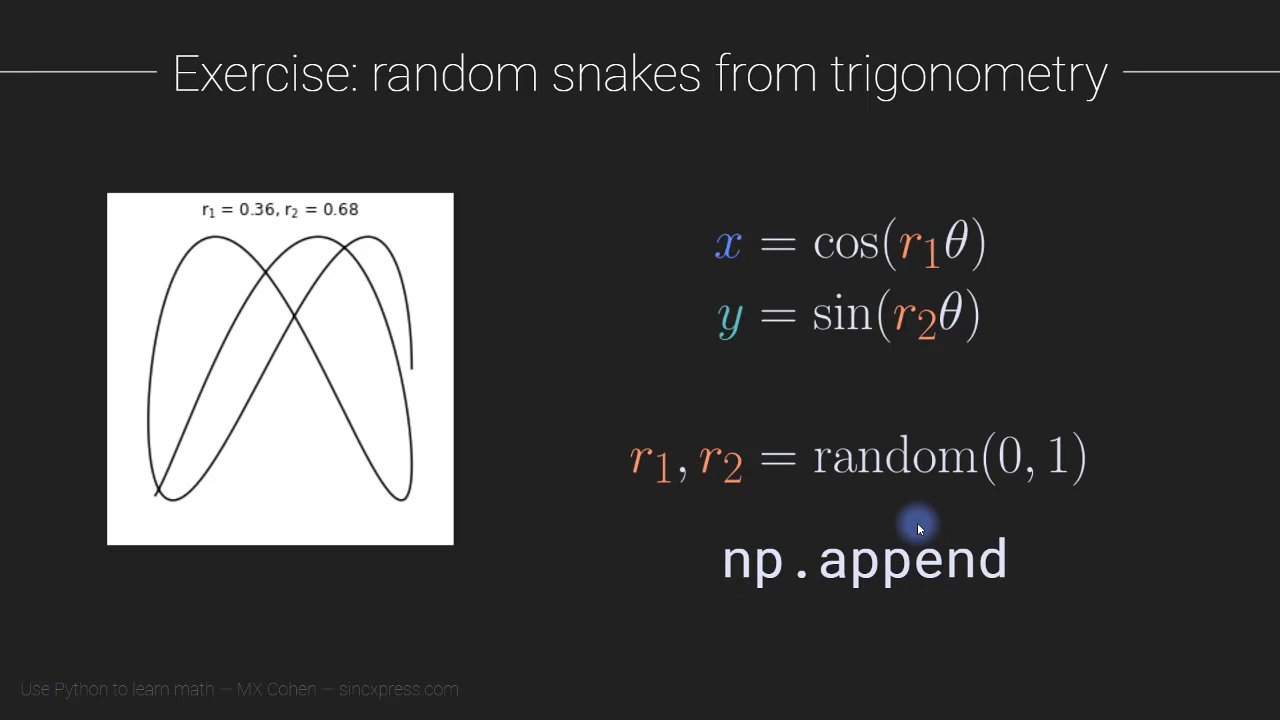 Exercise: random snakes from trigonometry
r₁ = 0.36, r₂ = 0.68
x = cos(r₁θ)
y = sin(r₂θ)
r₁, r₂ = random(0, 1)
np.append
Use Python to learn math — MX Cohen — sincxpress.com